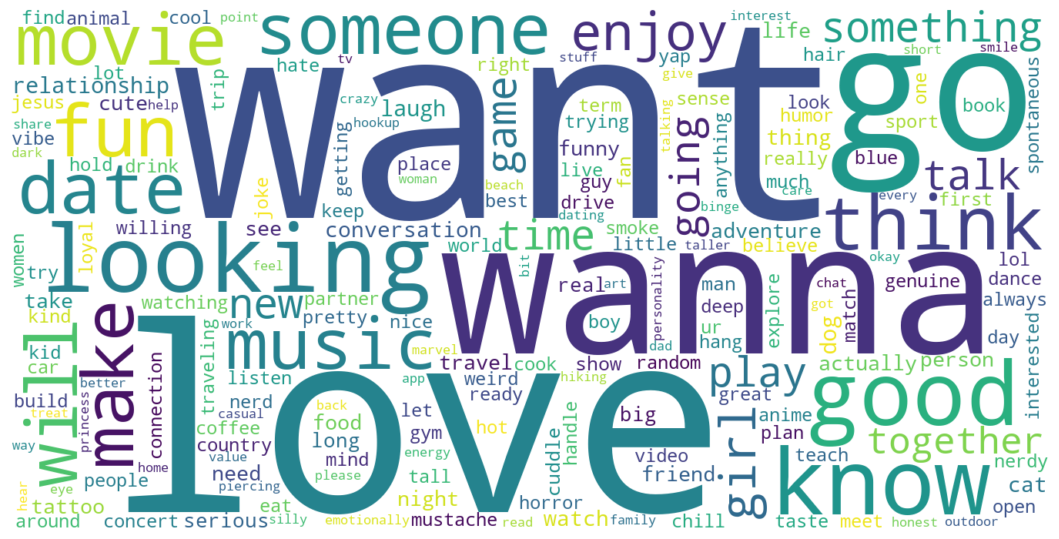 find animal cool point
movie someone enjoy interest life something
relationship lot hate tv right stuff yap hair short smile
want go
jesus cute help trip crazy laugh game term give sense look one book
share fun vibe hookup trying talking humor sport spontaneous
dark hold drink joke getting place funny thing
date woman beach live guy fan going anything really blue talk
willing see keep best drive much care every first
women loyal conversation time dating smoke adventure think
looking world little taller binge believe okay lol
try feel bit wanna genuine
take watching new partner real art personality man deep chat dance
kind make nice boy ur explore got always
will traveling pretty music hang dog match day
kid work marvel travel cook show dad random actually person interested
car listen app weird hiking play good
build better connection love ready great
princess casual nerd back let hot big girl anime together
treat coffee food gym cuddle handle plan
way country long energy video teach nerdy
people home value need mind please tall friend know
eye tattoo piercing eat night horror cat
hear around concert serious silly emotionally mustache read watch family chill taste meet honest open outdoor